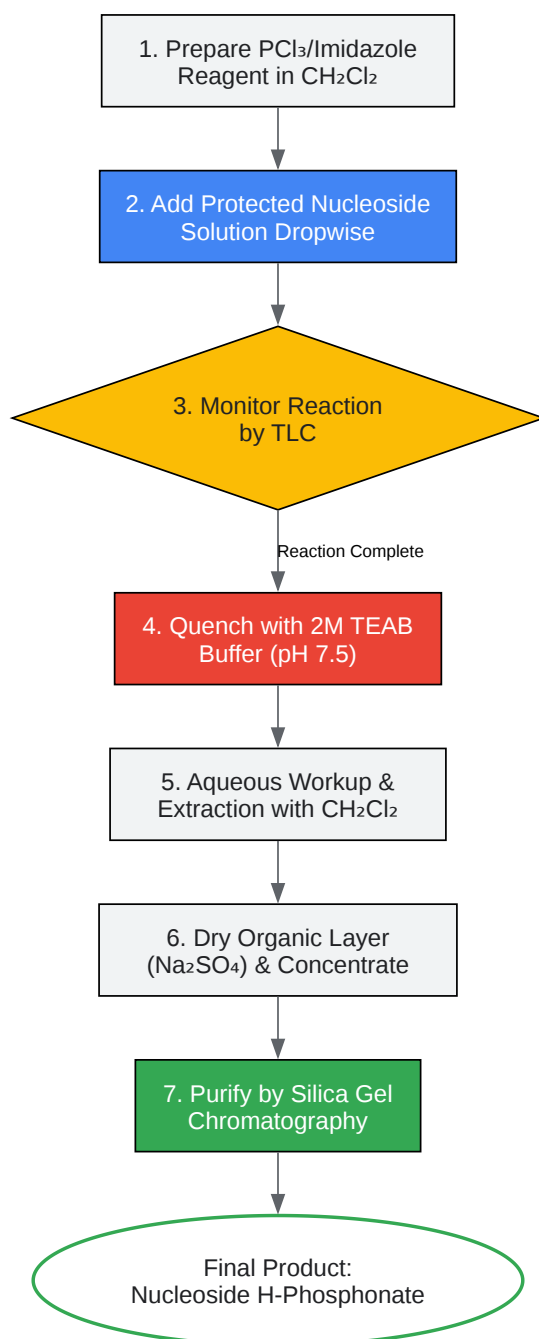 1. Prepare PCl₃/Imidazole
Reagent in CH₂Cl₂
2. Add Protected Nucleoside
Solution Dropwise
3. Monitor Reaction
by TLC
Reaction Complete
4. Quench with 2M TEAB
Buffer (pH 7.5)
5. Aqueous Workup &
Extraction with CH₂Cl₂
6. Dry Organic Layer
(Na₂SO₄) & Concentrate
7. Purify by Silica Gel
Chromatography
Final Product:
Nucleoside H-Phosphonate